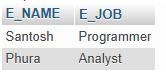 E_NAME E_JOB
Santosh Programmer
Phura Analyst